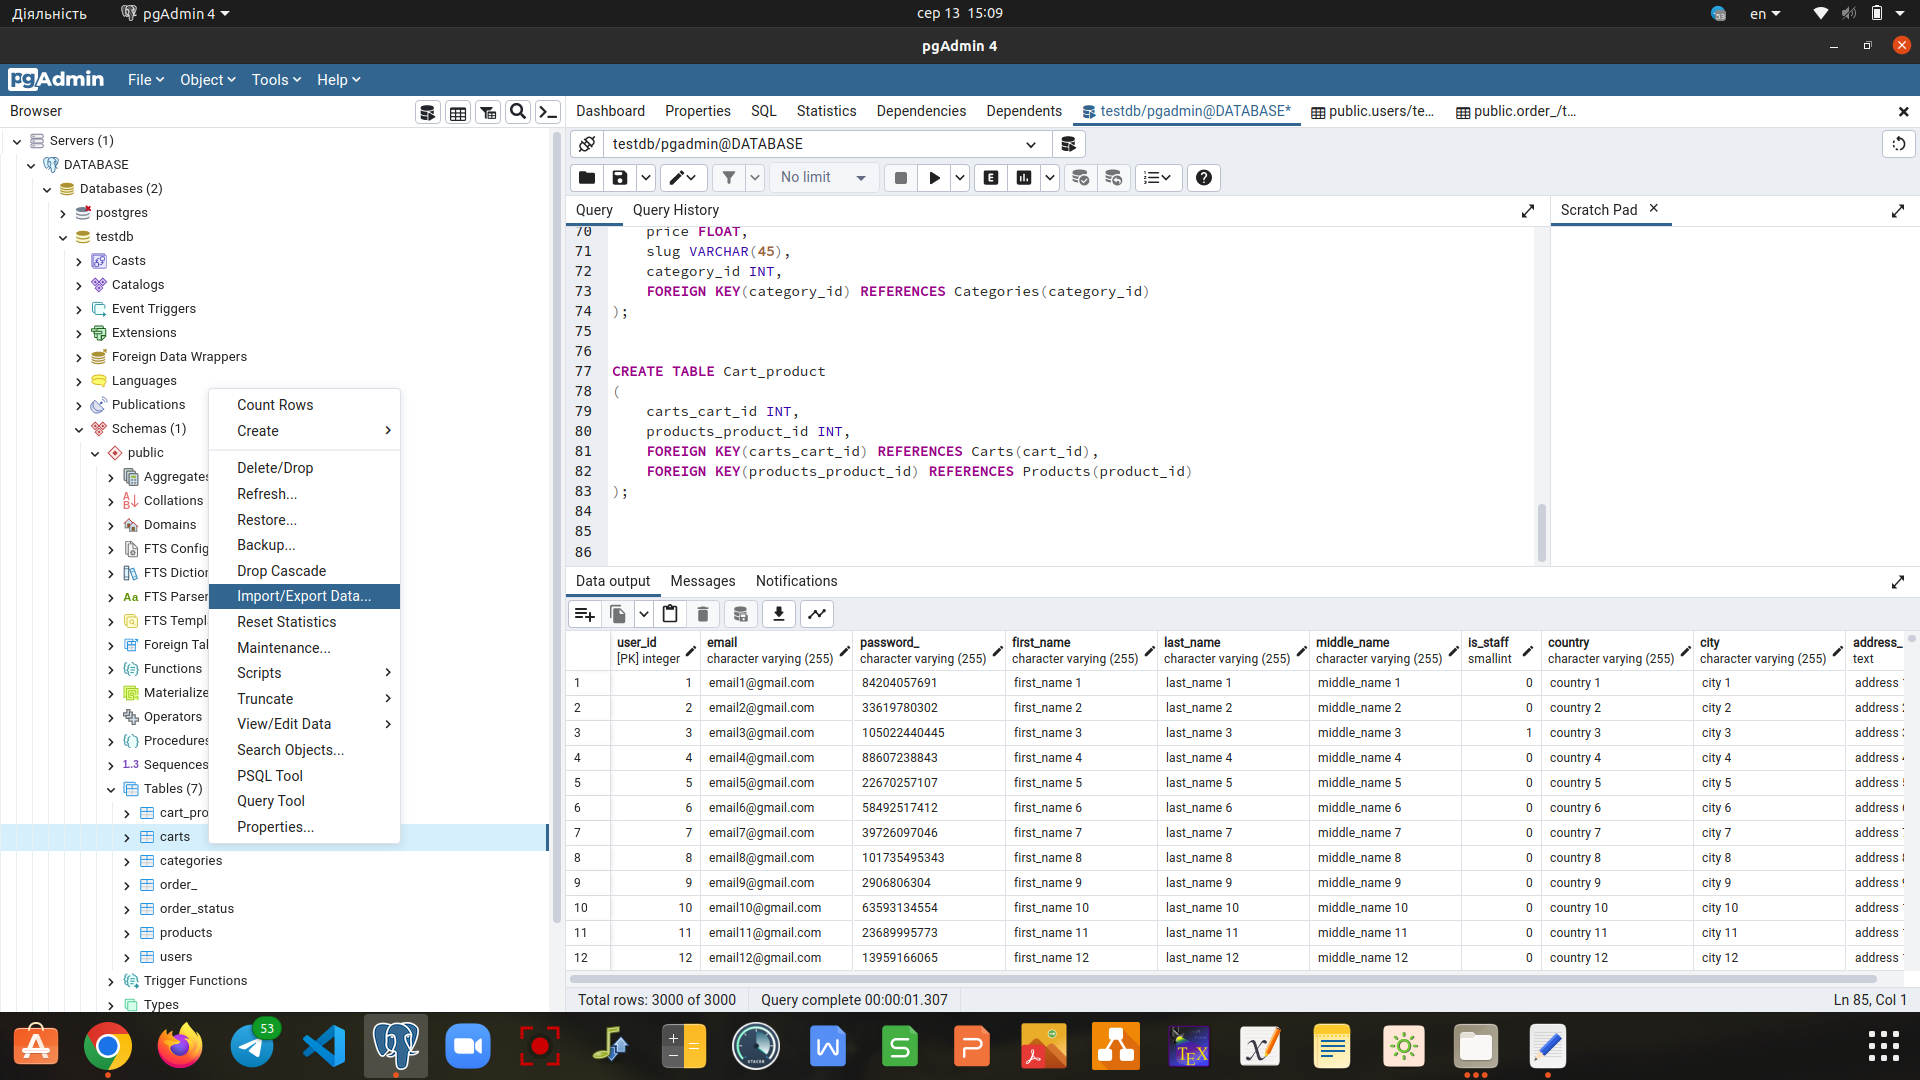 Діяльність
pgAdmin 4
сер 13 15:09
53
en
pgAdmin 4
pgAdmin
File
Object
Tools
Help
Browser
Dashboard
Properties
SQL
Statistics
Dependencies
Dependents
testdb/pgadmin@DATABASE*
public.users/te...
public.order_/t...
Servers (1)
DATABASE
Databases (2)
postgres
testdb
Casts
Catalogs
Event Triggers
Extensions
Foreign Data Wrappers
Languages
Publications
Schemas (1)
public
Aggregates
Collations
Domains
FTS Config
FTS Diction
FTS Parser
FTS Templ
Foreign Tal
Functions
Materialize
Operators
Procedures
1..3 Sequences
Tables (7)
cart_pro
carts
categories
order_
order_status
products
users
Trigger Functions
Types
Count Rows
Create
Delete/Drop
Refresh...
Restore...
Backup...
Drop Cascade
Import/Export Data...
Reset Statistics
Maintenance...
Scripts
Truncate
View/Edit Data
Search Objects...
PSQL Tool
Query Tool
Properties...
testdb/pgadmin@DATABASE
No limit
E
Query
Query History
Scratch Pad
70 price FLOAT,
71 slug VARCHAR(45),
72 category_id INT,
73 FOREIGN KEY(category_id) REFERENCES Categories(category_id)
74 );
75
76
77 CREATE TABLE Cart_product
78 (
79 carts_cart_id INT,
80 products_product_id INT,
81 FOREIGN KEY(carts_cart_id) REFERENCES Carts(cart_id),
82 FOREIGN KEY(products_product_id) REFERENCES Products(product_id)
83 );
84
85
86
Data output
Messages
Notifications
user_id email password_ first_name last_name middle_name is_staff country city address_
[PK] integer character varying (255) character varying (255) character varying (255) character varying (255) character varying (255) smallint character varying (255) character varying (255) text
1 1 email1@gmail.com 84204057691 first_name 1 last_name 1 middle_name 1 0 country 1 city 1 address
2 2 email2@gmail.com 33619780302 first_name 2 last_name 2 middle_name 2 0 country 2 city 2 address
3 3 email3@gmail.com 105022440445 first_name 3 last_name 3 middle_name 3 1 country 3 city 3 address
4 4 email4@gmail.com 88607238843 first_name 4 last_name 4 middle_name 4 0 country 4 city 4 address
5 5 email5@gmail.com 22670257107 first_name 5 last_name 5 middle_name 5 0 country 5 city 5 address
6 6 email6@gmail.com 58492517412 first_name 6 last_name 6 middle_name 6 0 country 6 city 6 address
7 7 email7@gmail.com 39726097046 first_name 7 last_name 7 middle_name 7 0 country 7 city 7 address
8 8 email8@gmail.com 101735495343 first_name 8 last_name 8 middle_name 8 0 country 8 city 8 address
9 9 email9@gmail.com 2906806304 first_name 9 last_name 9 middle_name 9 0 country 9 city 9 address
10 10 email10@gmail.com 63593134554 first_name 10 last_name 10 middle_name 10 0 country 10 city 10 address
11 11 email11@gmail.com 23689995773 first_name 11 last_name 11 middle_name 11 0 country 11 city 11 address
12 12 email12@gmail.com 13959166065 first_name 12 last_name 12 middle_name 12 0 country 12 city 12 address
Total rows: 3000 of 3000
Query complete 00:00:01.307
Ln 85, Col 1
53
STACER
W
S
P
TEX
X